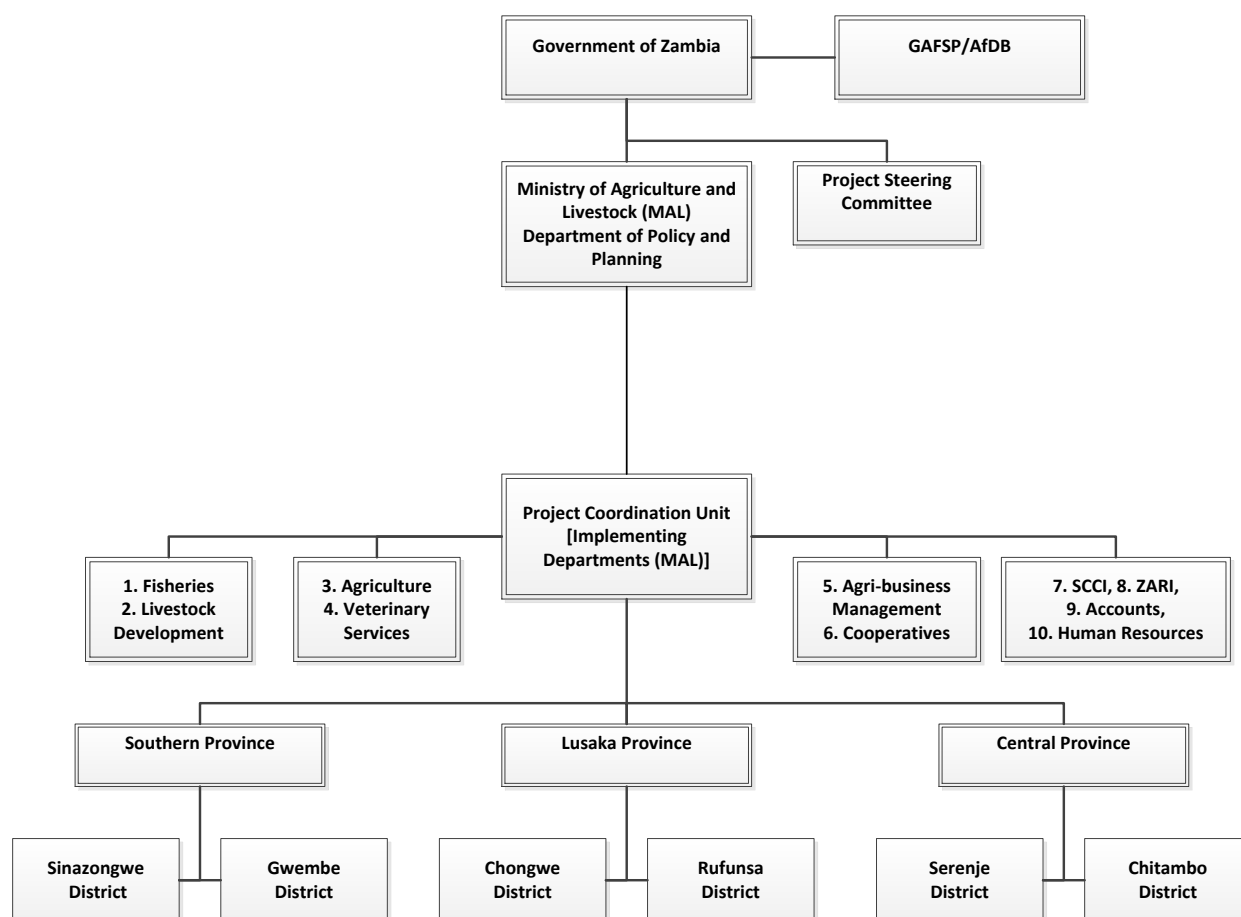 Government of Zambia
GAFSP/AfDB
Ministry of Agriculture and
Livestock (MAL)
Department of Policy and
Planning
Project Steering
Committee
Project Coordination Unit
[Implementing
Departments (MAL)]
1. Fisheries
2. Livestock
Development
3. Agriculture
4. Veterinary
Services
5. Agri-business
Management
6. Cooperatives
7. SCCI, 8. ZARI,
9. Accounts,
10. Human Resources
Southern Province
Lusaka Province
Central Province
Sinazongwe
District
Gwembe
District
Chongwe
District
Rufunsa
District
Serenje
District
Chitambo
District